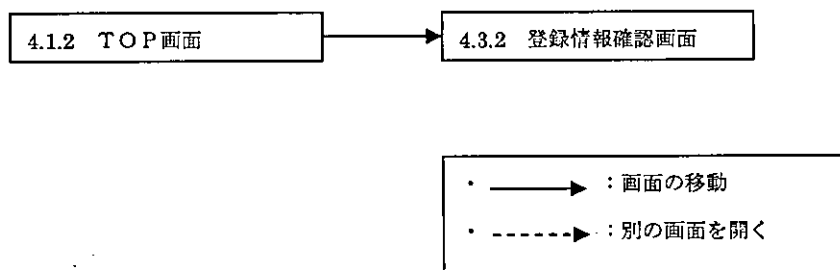 4.1.2 TOP画面
4.3.2 登録情報確認画面
・ :画面の移動
・ :別の画面を開く